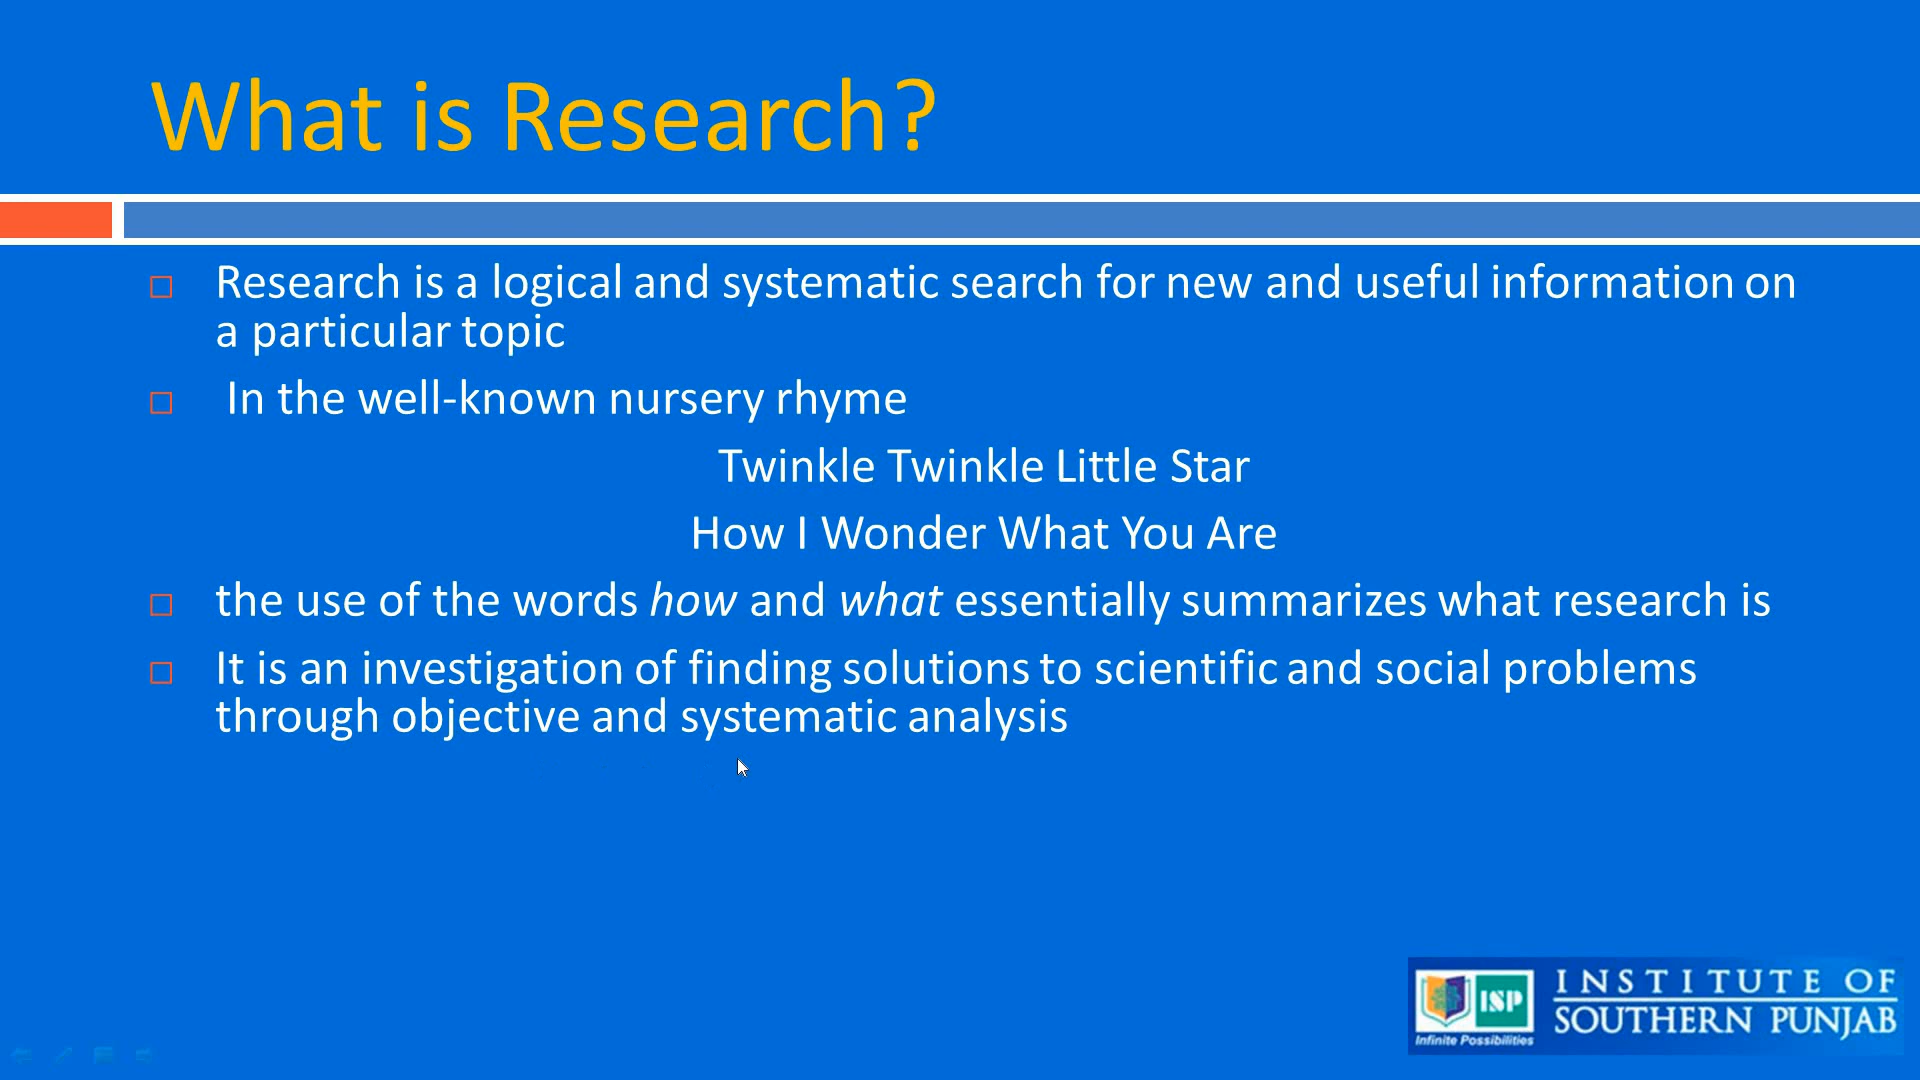 What is Research?
Research is a logical and systematic search for new and useful information on
a particular topic
In the well-known nursery rhyme
Twinkle Twinkle Little Star
How I Wonder What You Are
the use of the words how and what essentially summarizes what research is
It is an investigation of finding solutions to scientific and social problems
through objective and systematic analysis
ISP
Infinite Possibilities
INSTITUTE OF
SOUTHERN PUNJAB